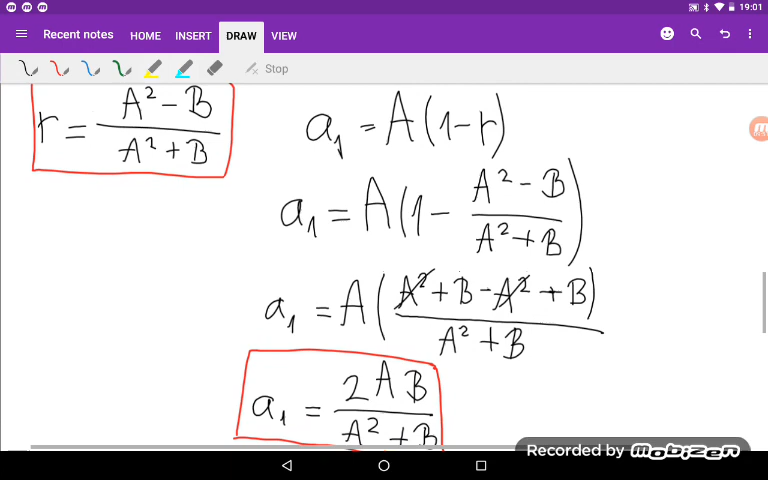 19:01
Recent notes HOME INSERT DRAW VIEW
Stop
r = (A² - B)/(A² + B)
a₁ = A(1-r)
a₁ = A(1 - (A² - B)/(A² + B))
a₁ = A((A² + B - A² + B)/(A² + B))
a₁ = 2AB/(A² + B)
Recorded by mobizen